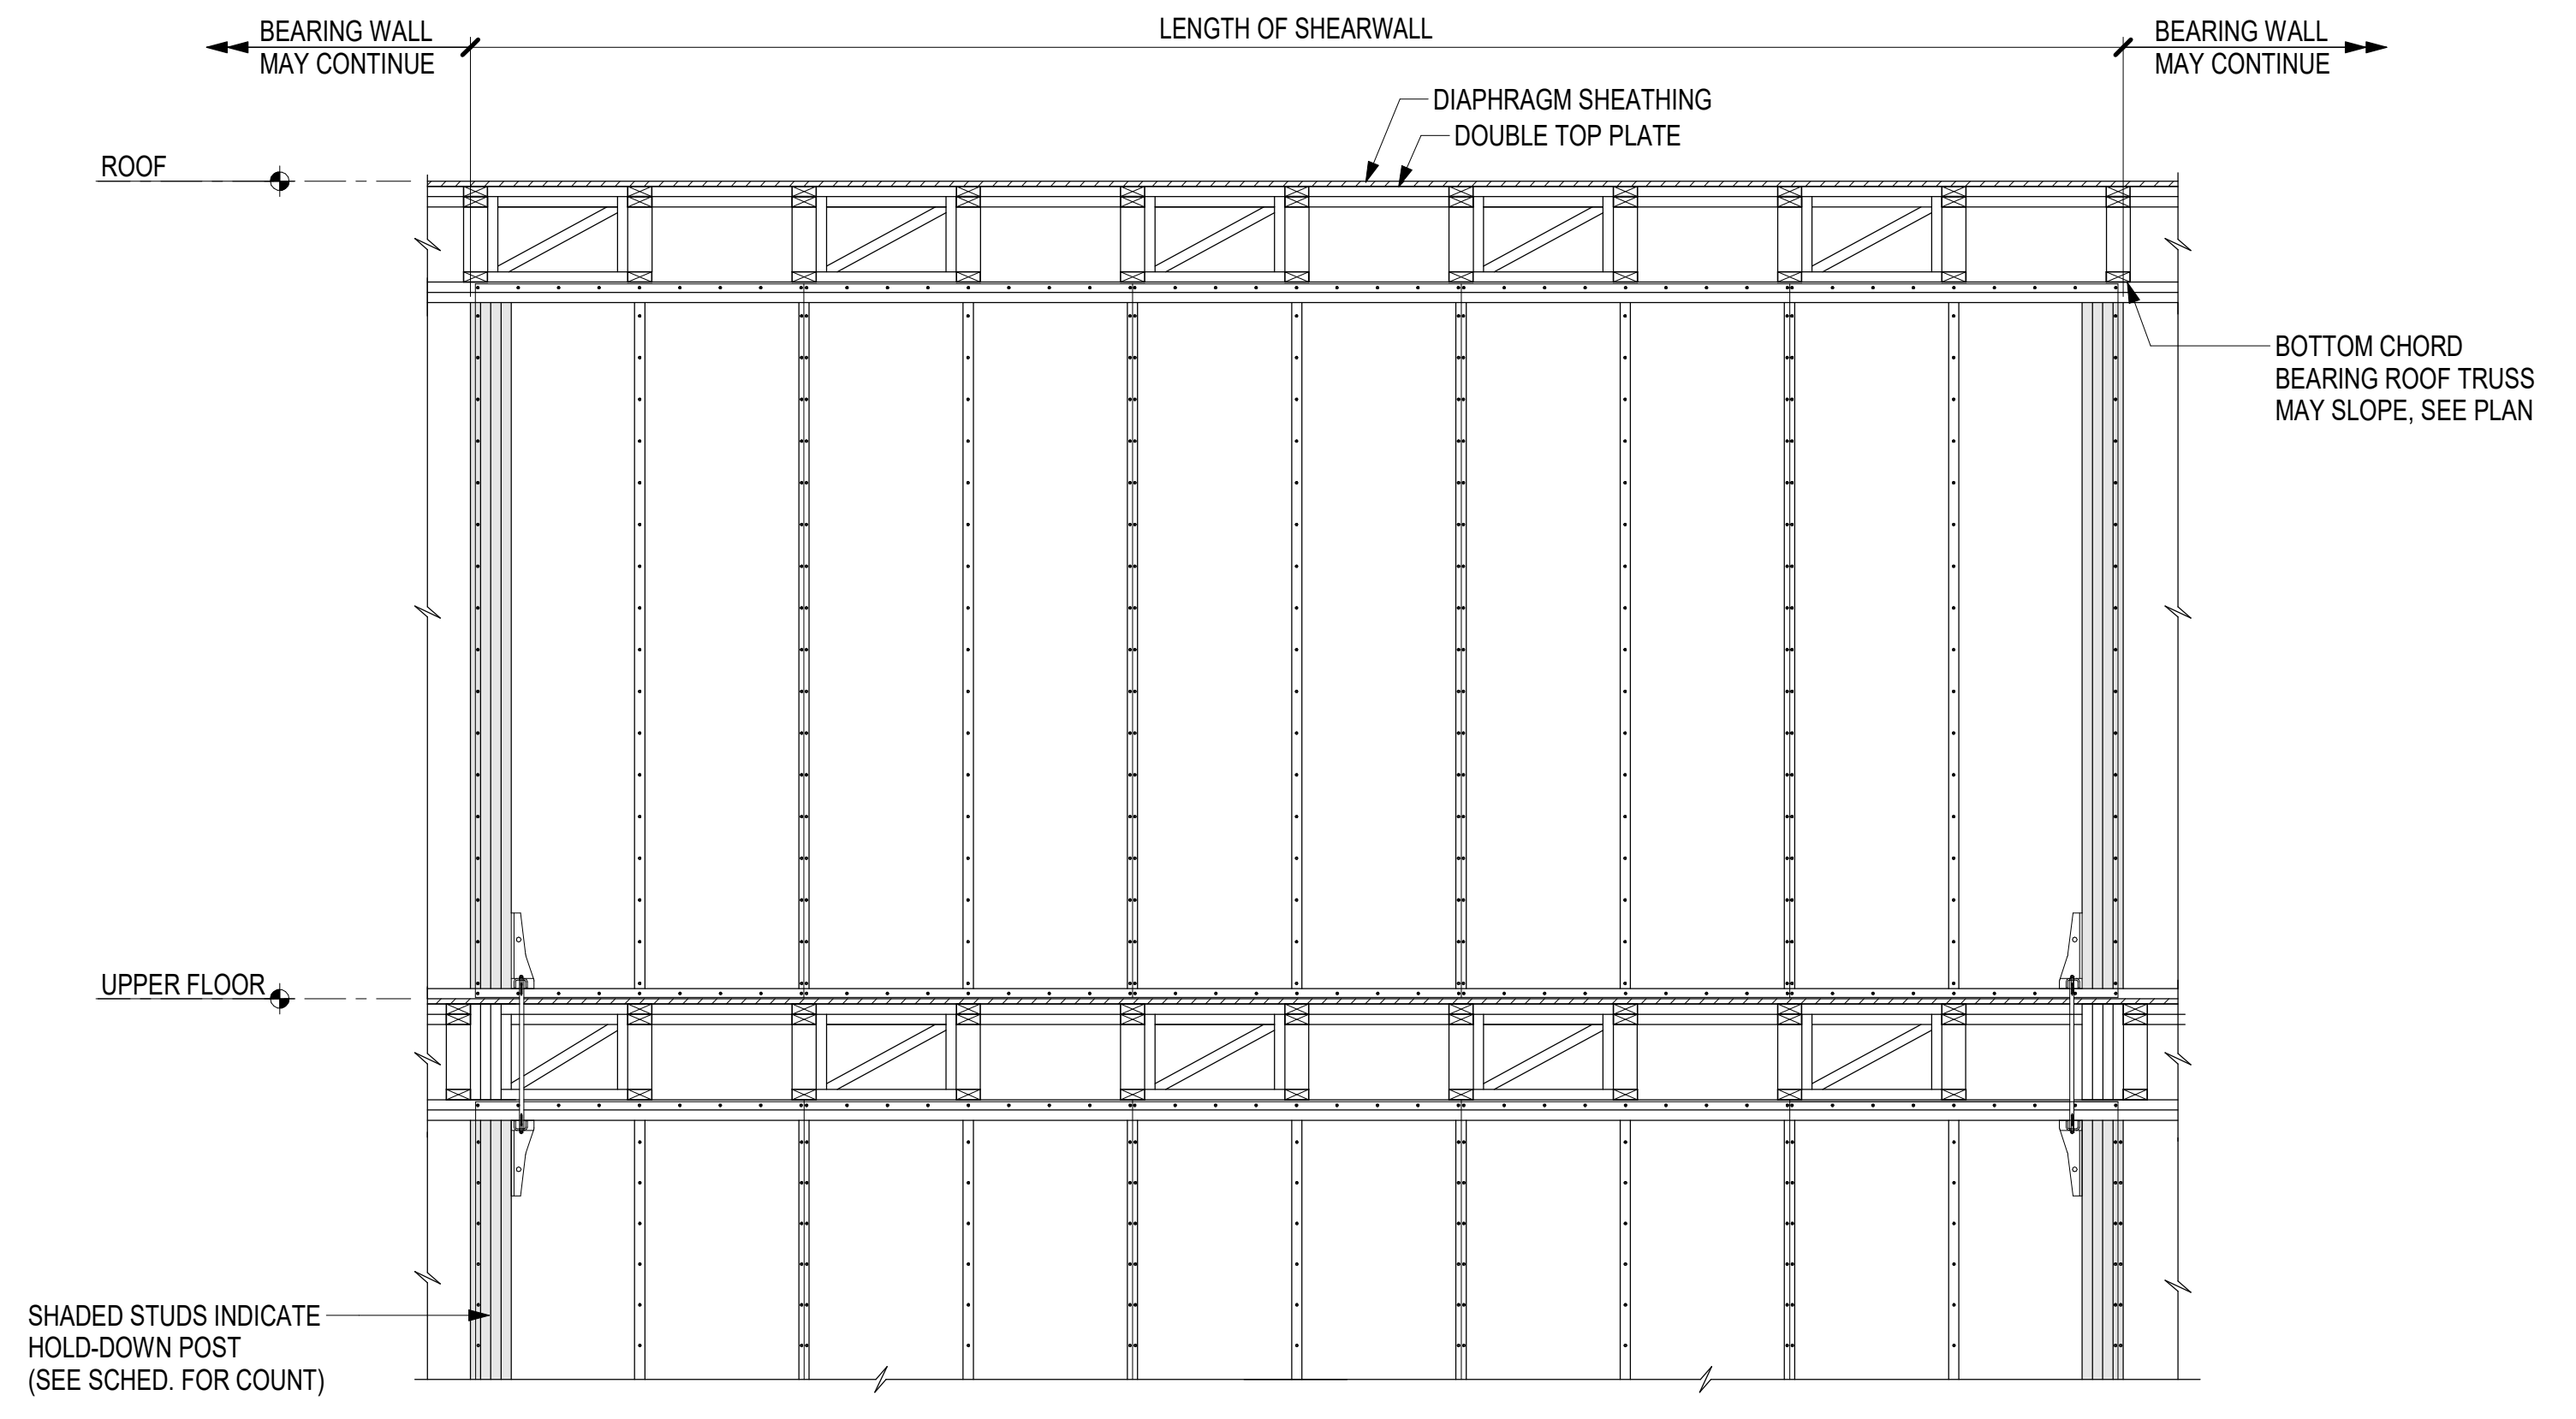 BEARING WALL
MAY CONTINUE
LENGTH OF SHEARWALL
BEARING WALL
MAY CONTINUE
DIAPHRAGM SHEATHING
DOUBLE TOP PLATE
ROOF
BOTTOM CHORD
BEARING ROOF TRUSS
MAY SLOPE, SEE PLAN
UPPER FLOOR
SHADED STUDS INDICATE
HOLD-DOWN POST
(SEE SCHED. FOR COUNT)